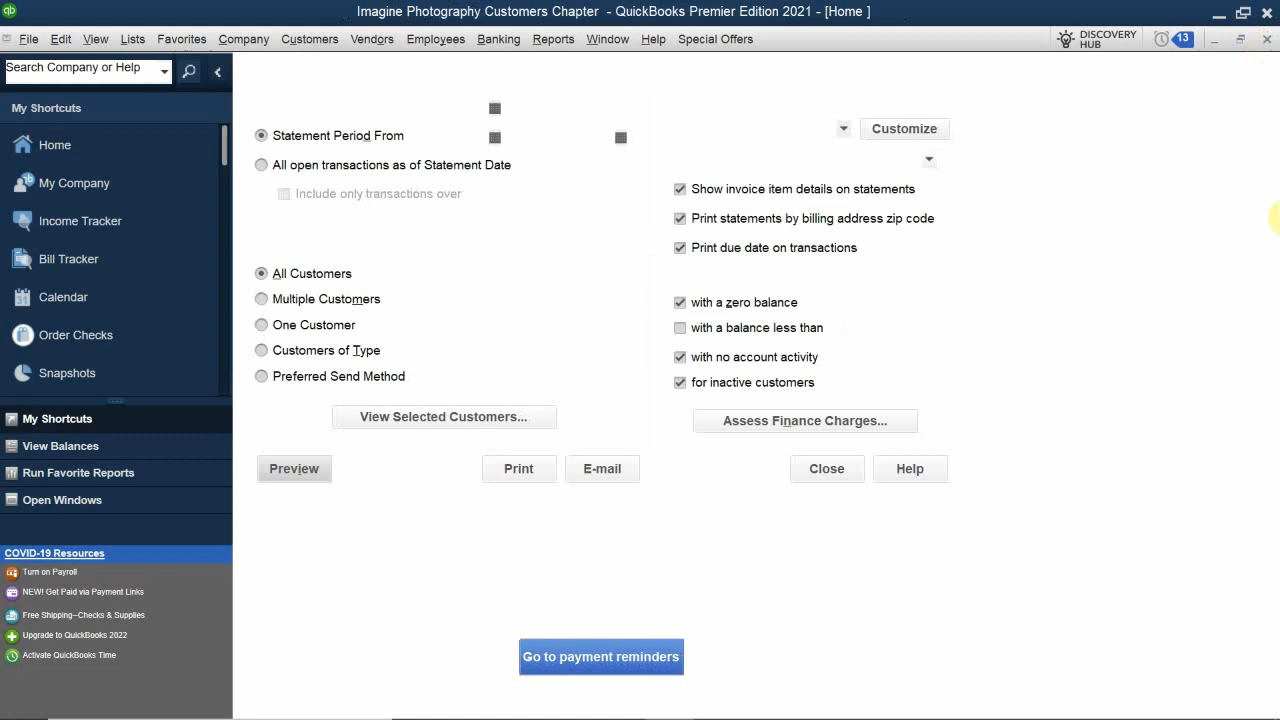 Imagine Photography Customers Chapter - QuickBooks Premier Edition 2021 - [Home ]
File Edit View Lists Favorites Company Customers Vendors Employees Banking Reports Window Help Special Offers
DISCOVERY HUB
13
Search Company or Help
My Shortcuts
Home
My Company
Income Tracker
Bill Tracker
Calendar
Order Checks
Snapshots
My Shortcuts
View Balances
Run Favorite Reports
Open Windows
COVID-19 Resources
Turn on Payroll
NEW! Get Paid via Payment Links
Free Shipping—Checks & Supplies
Upgrade to QuickBooks 2022
Activate QuickBooks Time
Statement Period From
All open transactions as of Statement Date
Include only transactions over
All Customers
Multiple Customers
One Customer
Customers of Type
Preferred Send Method
View Selected Customers...
Customize
Show invoice item details on statements
Print statements by billing address zip code
Print due date on transactions
with a zero balance
with a balance less than
with no account activity
for inactive customers
Assess Finance Charges...
Preview Print E-mail Close Help
Go to payment reminders